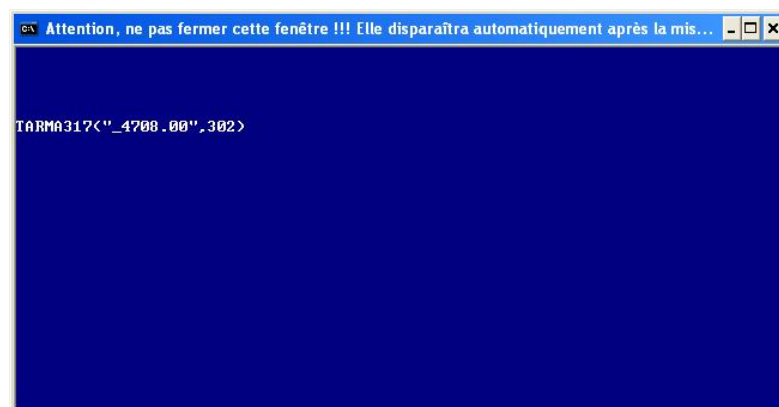 Attention, ne pas fermer cette fenêtre !!! Elle disparaîtra automatiquement après la mis...
TARMA317("_4708.00",302)